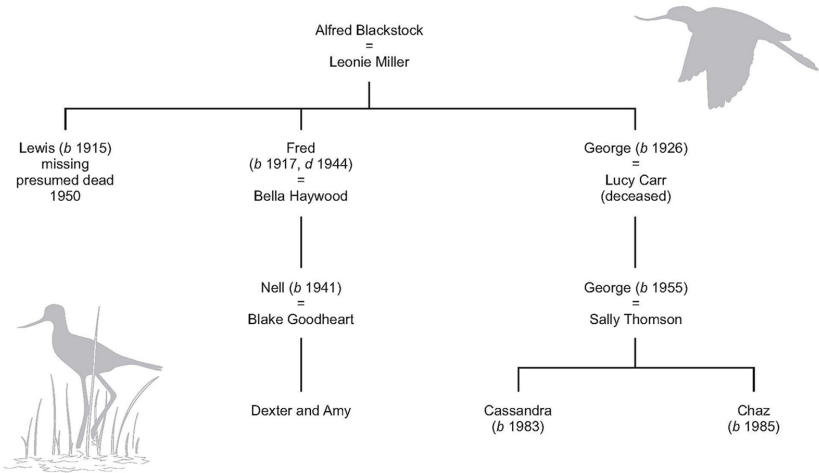 Alfred Blackstock
=
Leonie Miller
Lewis (b 1915)
missing
presumed dead
1950
Fred
(b 1917, d 1944)
=
Bella Haywood
George (b 1926)
=
Lucy Carr
(deceased)
Nell (b 1941)
=
Blake Goodheart
George (b 1955)
=
Sally Thomson
Dexter and Amy
Cassandra
(b 1983)
Chaz
(b 1985)